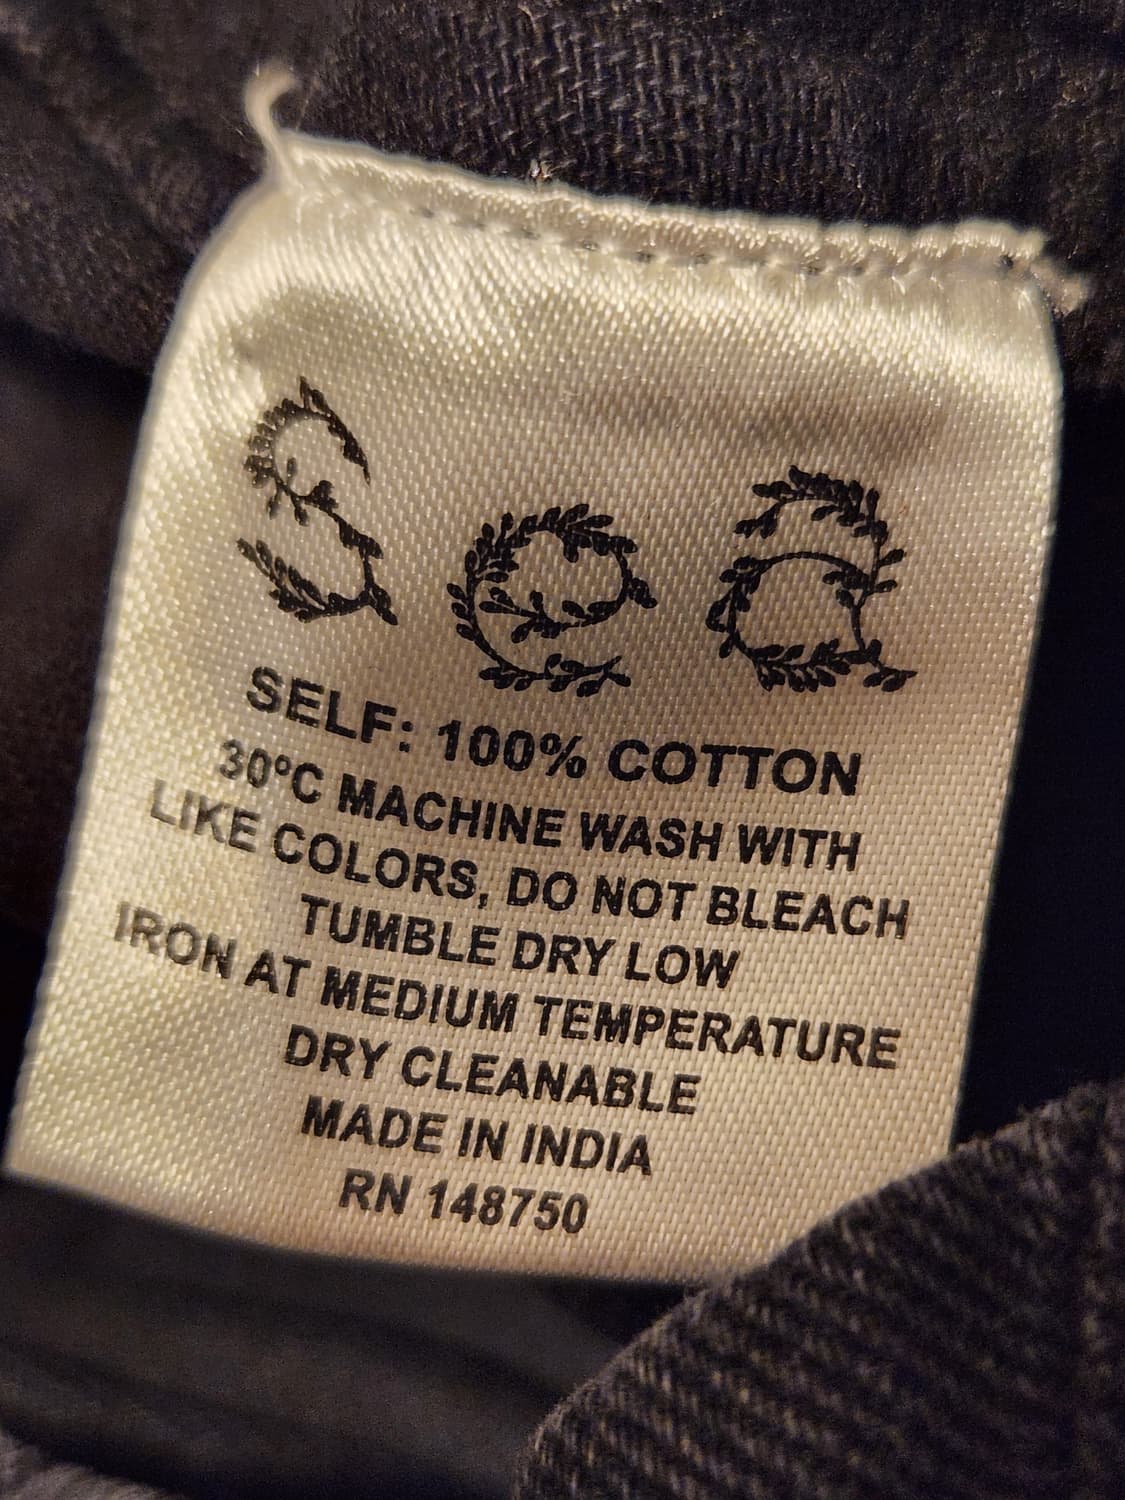 Sea
SELF: 100% COTTON
30°C MACHINE WASH WITH
LIKE COLORS, DO NOT BLEACH
TUMBLE DRY LOW
IRON AT MEDIUM TEMPERATURE
DRY CLEANABLE
MADE IN INDIA
RN 148750